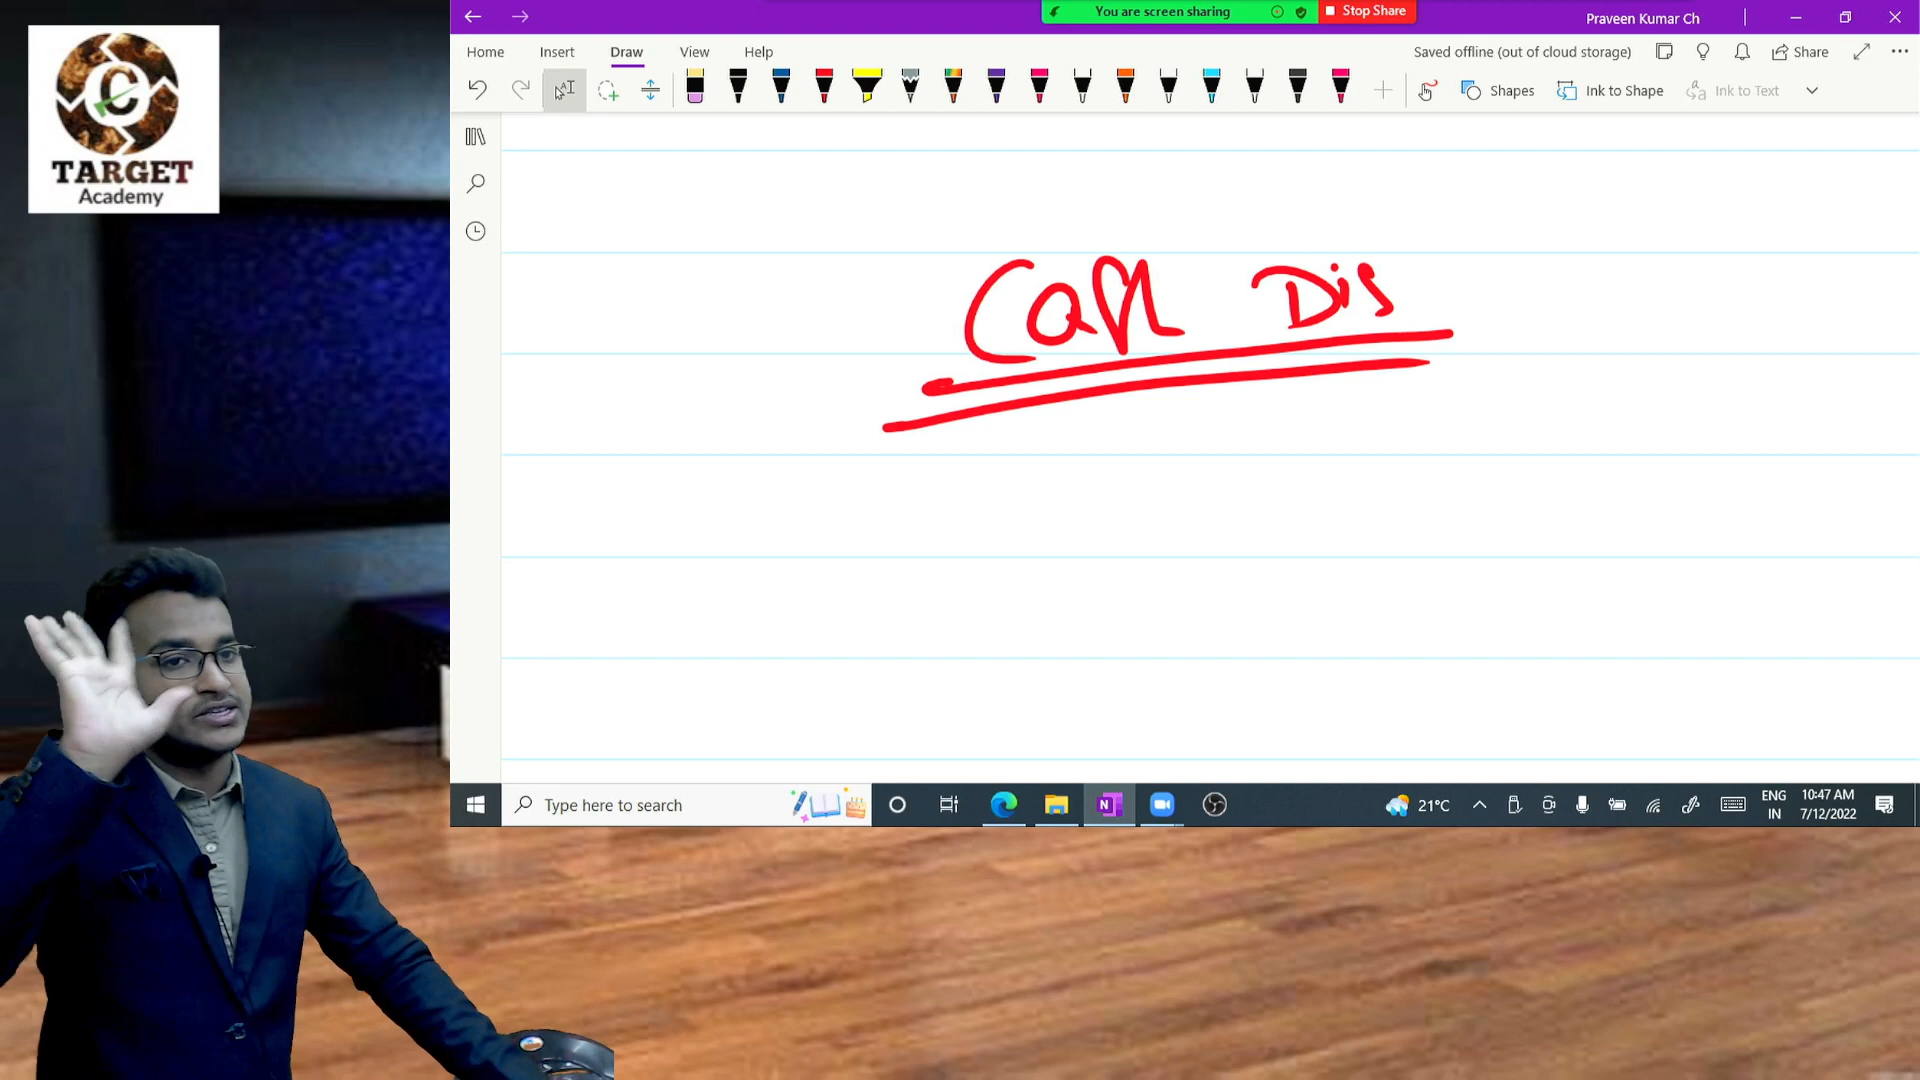 TARGET
Academy
You are screen sharing
Stop Share
Praveen Kumar Ch
Home Insert Draw View Help
Saved offline (out of cloud storage)
Share
Shapes
Ink to Shape
Ink to Text
Cash Dis
Type here to search
21°C
ENG
IN
10:47 AM
7/12/2022